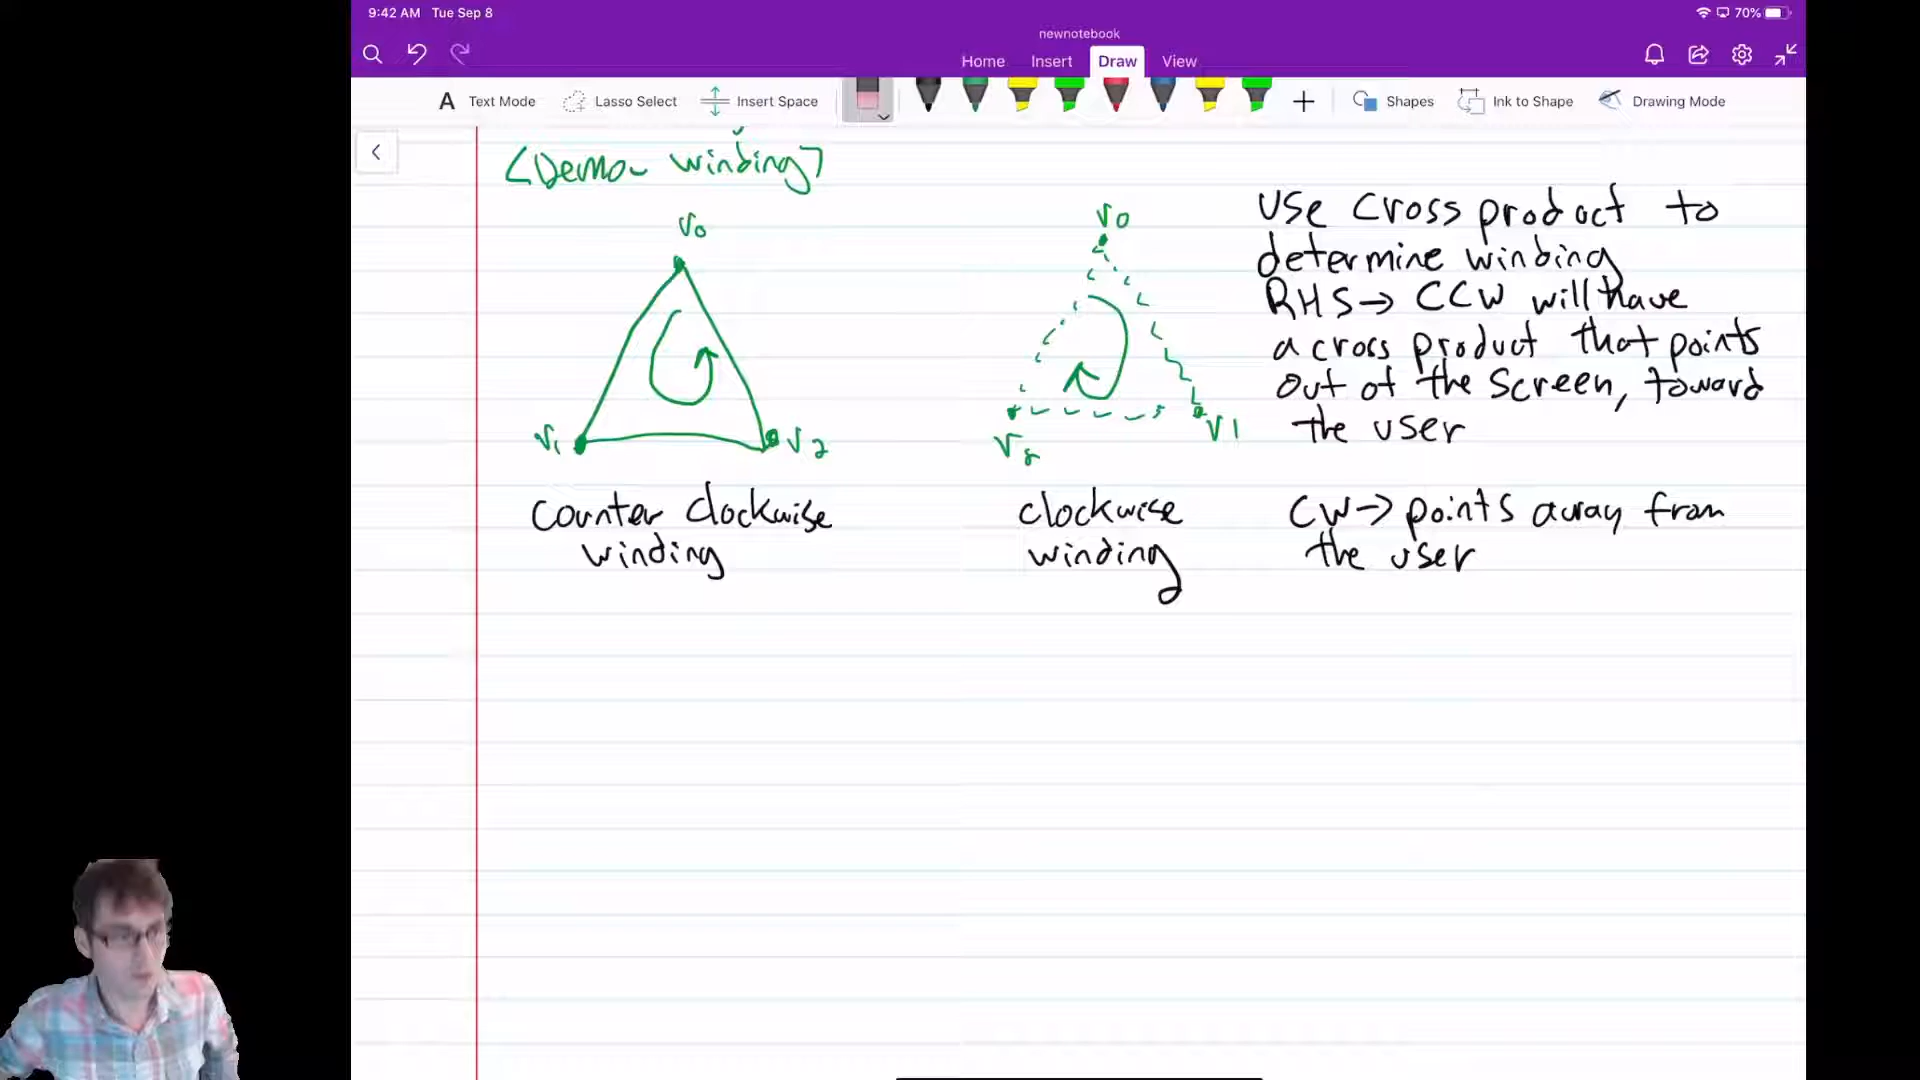 9:42 AM Tue Sep 8
70%
newnotebook
Home Insert Draw View
A Text Mode Lasso Select Insert Space Shapes Ink to Shape Drawing Mode
<Demo- winding>
V0
V1
V2
counter clockwise
winding
V0
V1
V2
clockwise
winding
Use cross product to
determine winding
RHS→ CCW will have
a cross product that points
out of the screen, toward
the user
CW→ points away from
the user